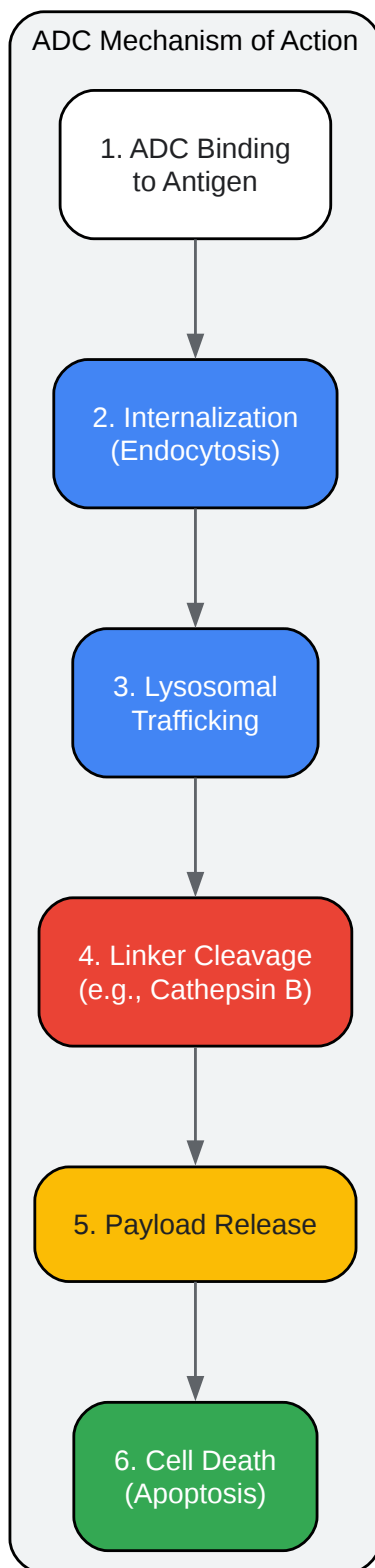 ADC Mechanism of Action
1. ADC Binding
to Antigen
2. Internalization
(Endocytosis)
3. Lysosomal
Trafficking
4. Linker Cleavage
(e.g., Cathepsin B)
5. Payload Release
6. Cell Death
(Apoptosis)